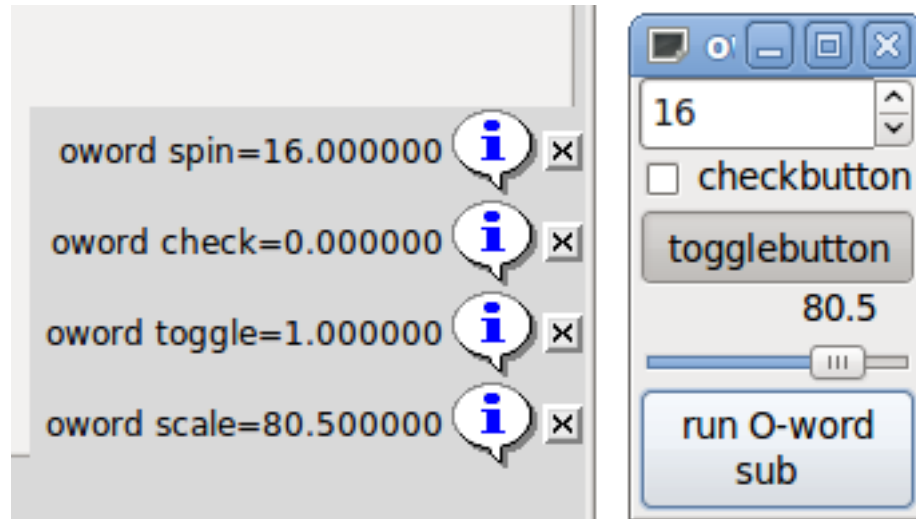 oword spin=16.000000
oword check=0.000000
oword toggle=1.000000
oword scale=80.500000
16
checkbutton
togglebutton
80.5
run O-word
sub